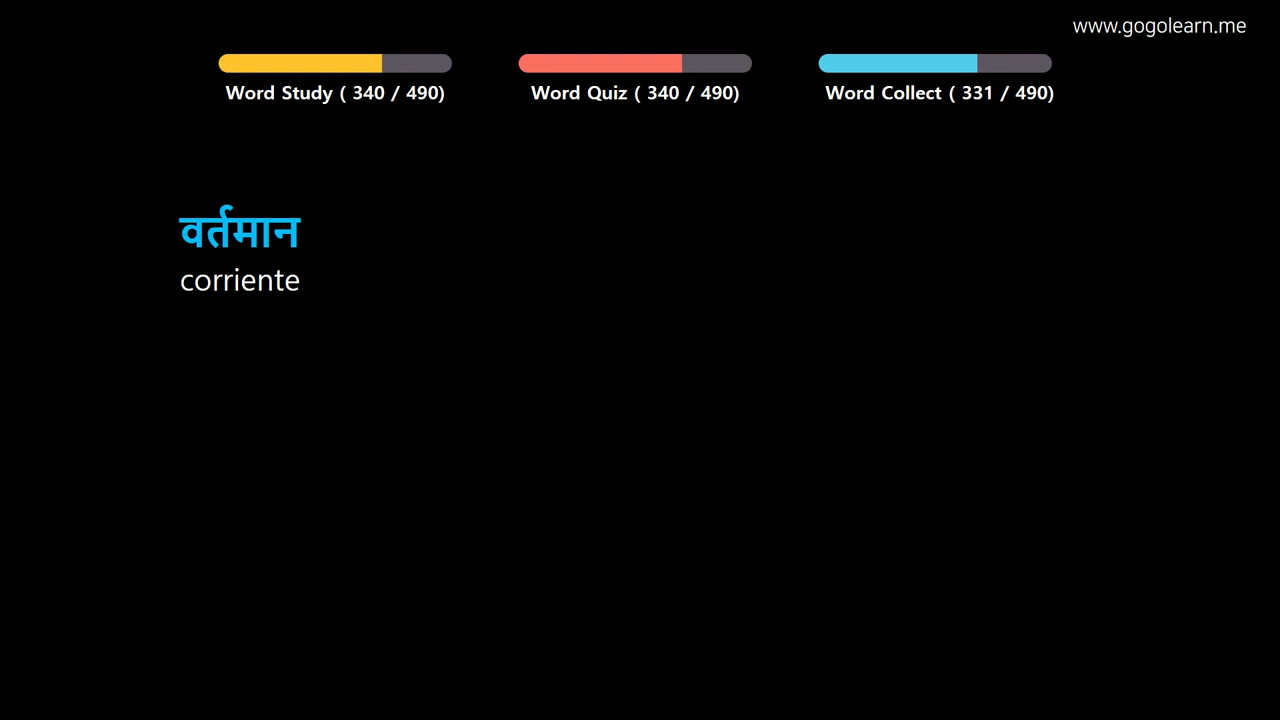 www.gogolearn.me
Word Study ( 340 / 490)
Word Quiz ( 340 / 490)
Word Collect ( 331 / 490)
वर्तमान
corriente